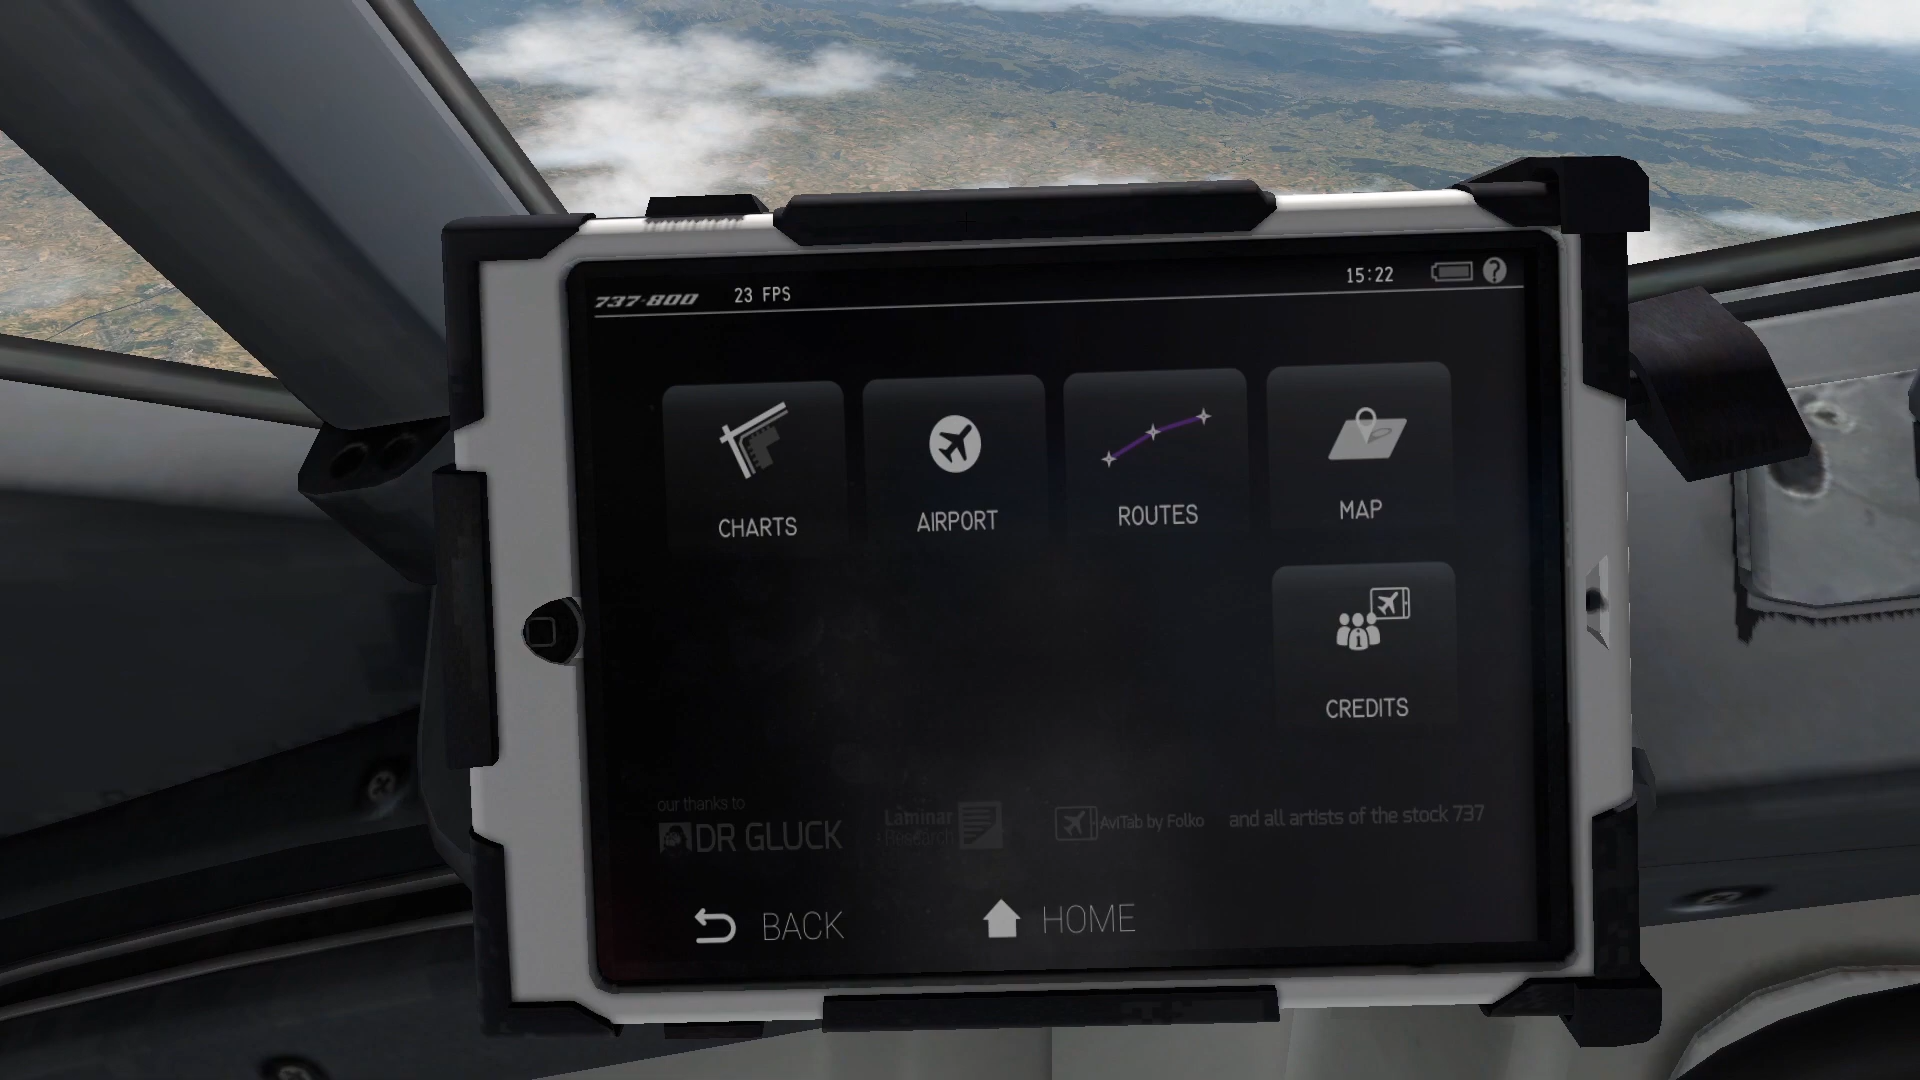 737-800 23 FPS 15:22
CHARTS AIRPORT ROUTES MAP
CREDITS
our thanks to
DR GLUCK
Laminar
Research
AviTab by Folko
and all artists of the stock 737
BACK HOME